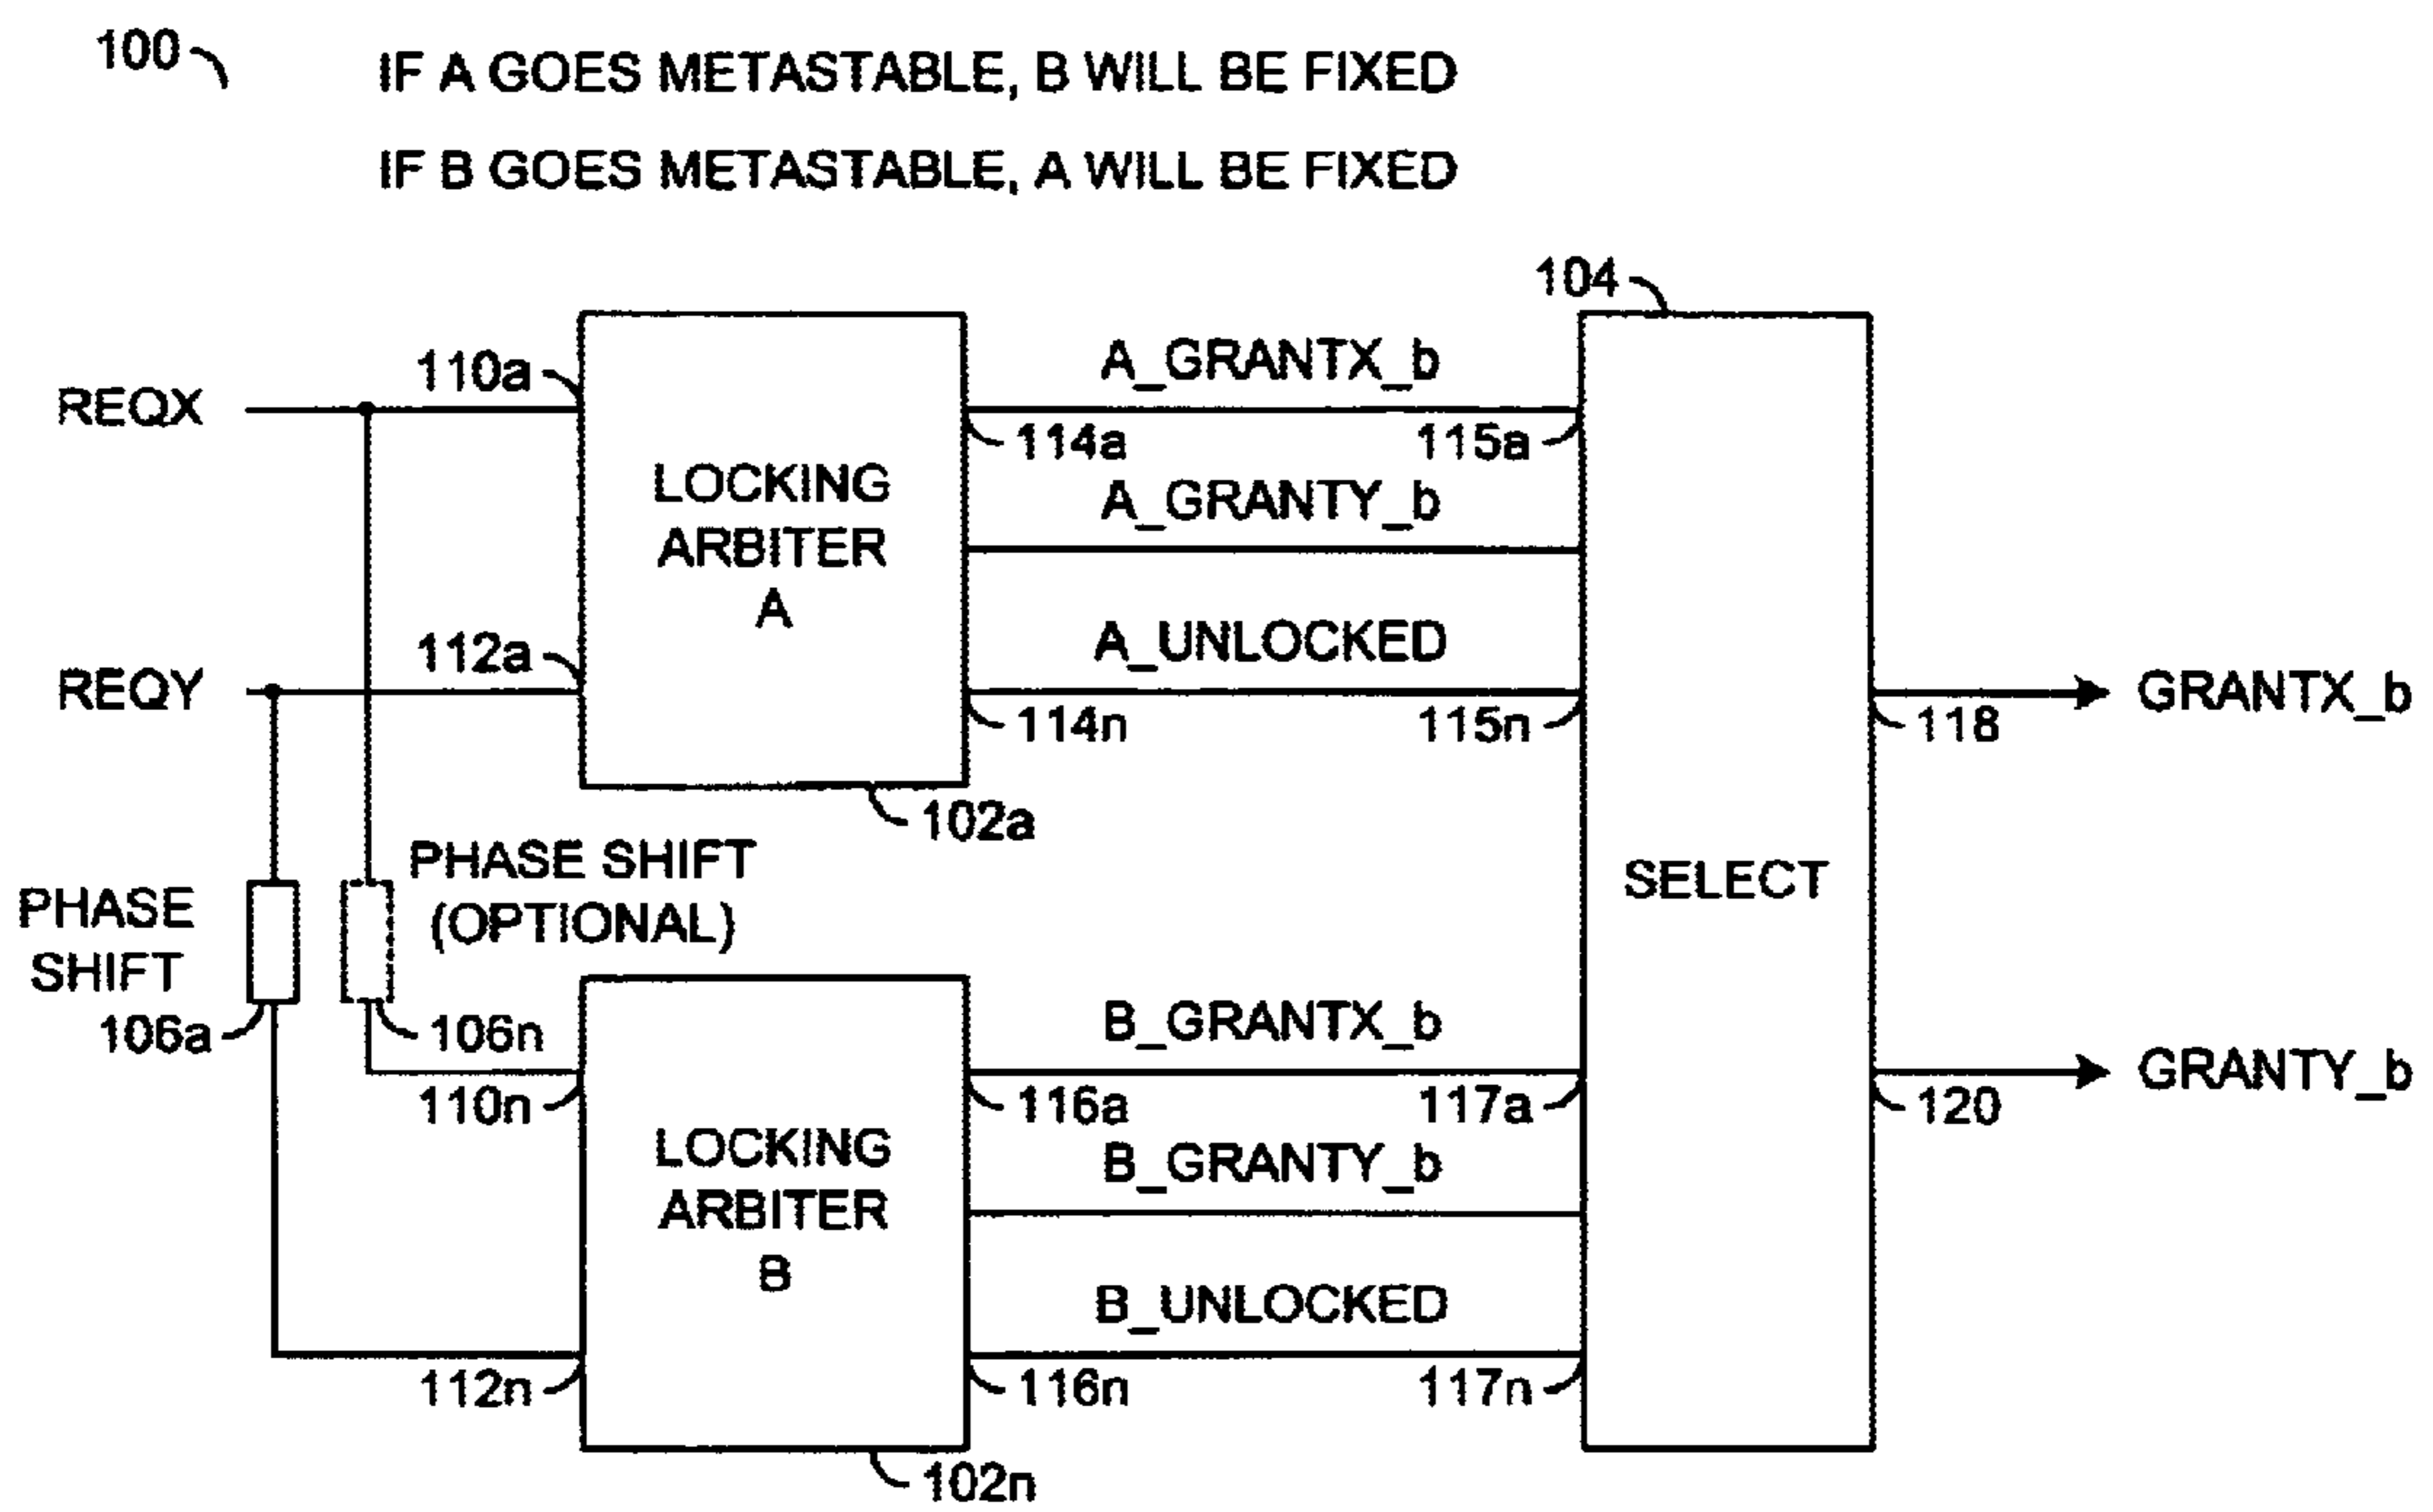 100
IF A GOES METASTABLE, B WILL BE FIXED
IF B GOES METASTABLE, A WILL BE FIXED
104
REQX
110a
LOCKING
ARBITER
A
A_GRANTX_b
114a
115a
A_GRANTY_b
REQY
112a
A_UNLOCKED
114n
115n
102a
SELECT
118
GRANTX_b
PHASE
SHIFT
106a
PHASE SHIFT
(OPTIONAL)
106n
110n
LOCKING
ARBITER
B
B_GRANTX_b
116a
117a
120
GRANTY_b
B_GRANTY_b
B_UNLOCKED
112n
116n
117n
102n